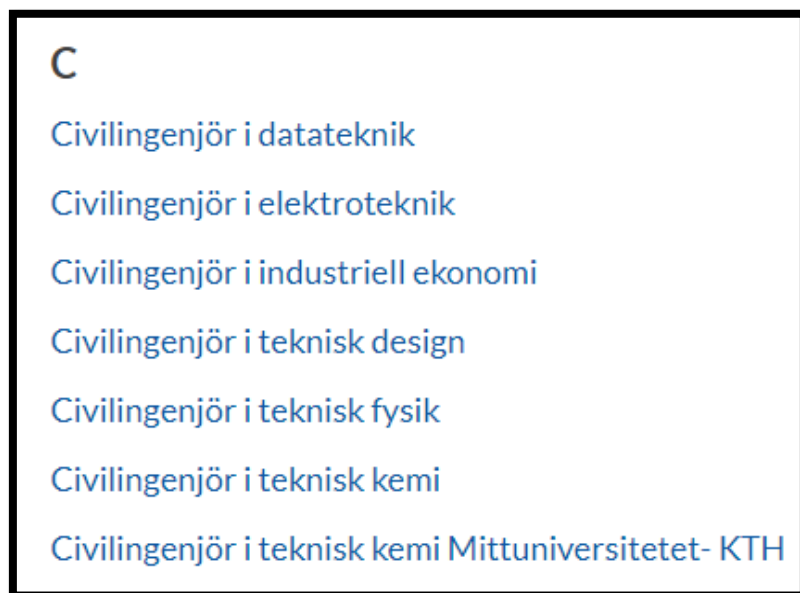 C
Civilingenjör i datateknik
Civilingenjör i elektroteknik
Civilingenjör i industriell ekonomi
Civilingenjör i teknisk design
Civilingenjör i teknisk fysik
Civilingenjör i teknisk kemi
Civilingenjör i teknisk kemi Mittuniversitetet- KTH